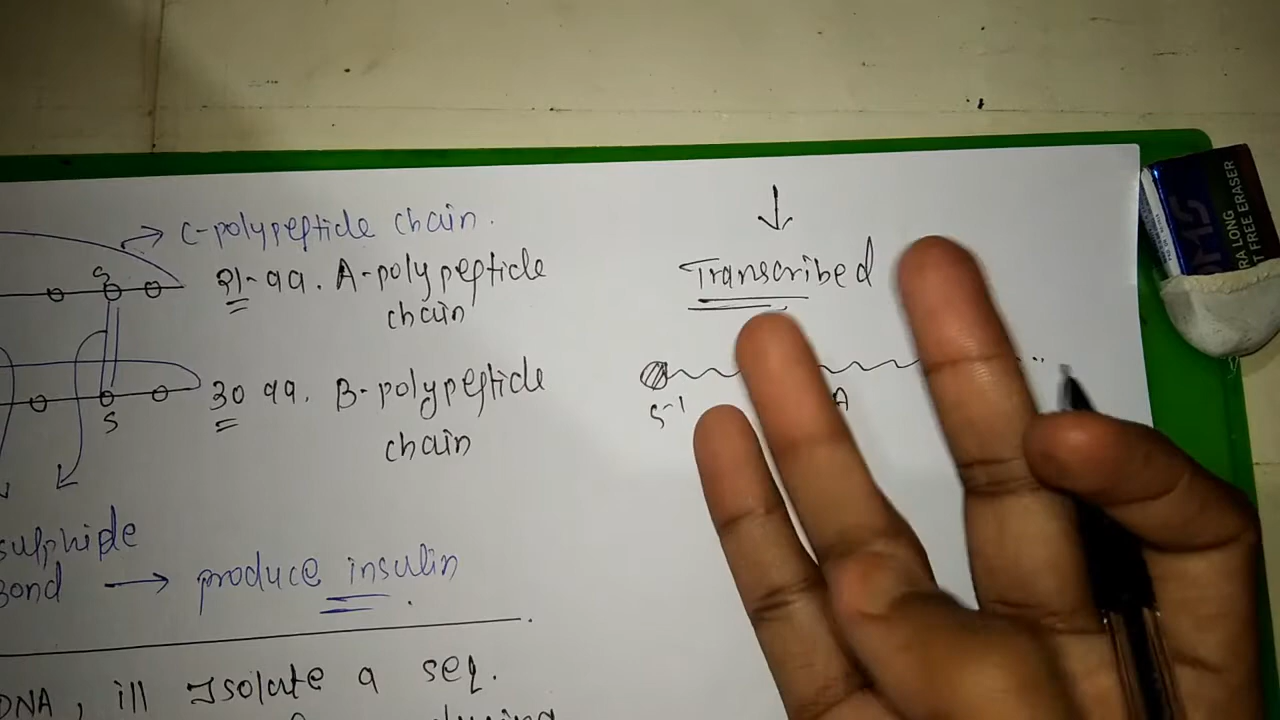 C-polypeptide chain.
S
21-aa. A-polypeptide
chain
30 aa. B-polypeptide
chain
S
sulphide
Bond → produce insulin.
DNA, ill Isolate a seq.
↓
Transcribed
A
RA LONG
T FREE ERASER